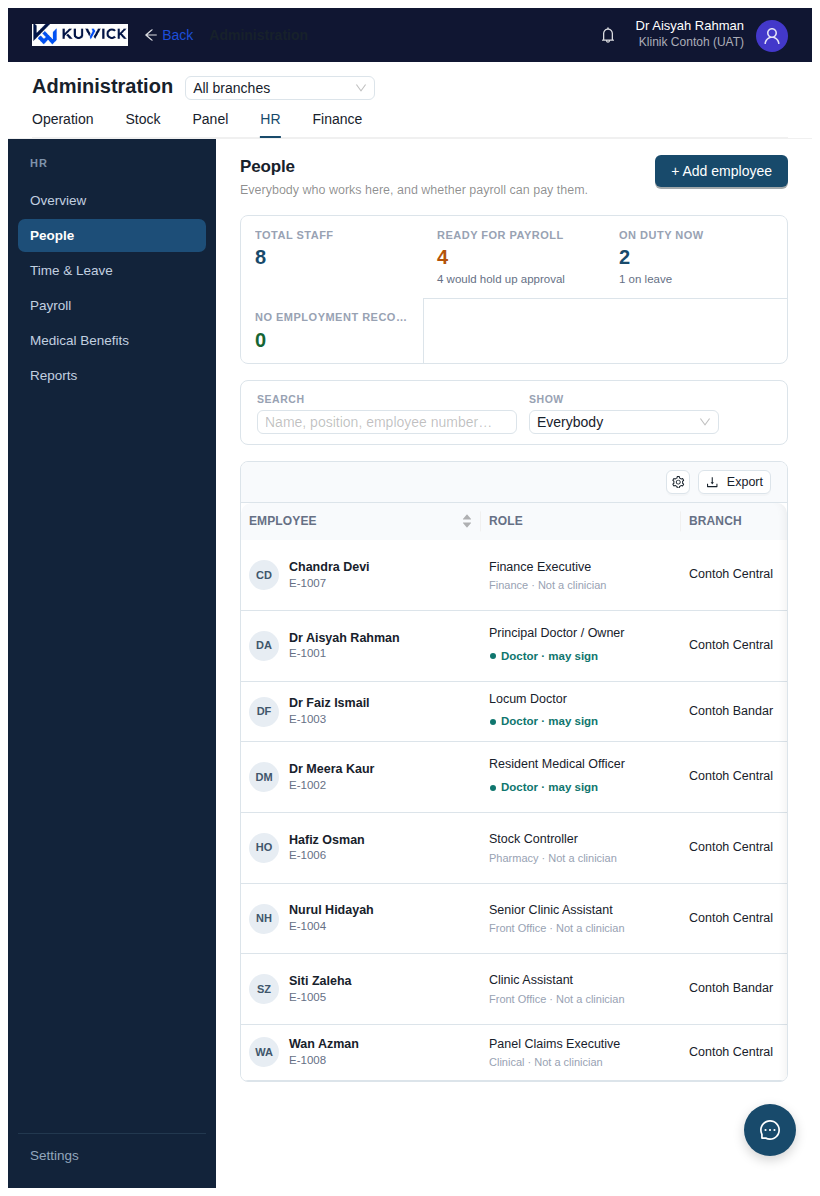 KUVVICK
Back
Administration
Dr Aisyah Rahman
Klinik Contoh (UAT)
Administration
All branches
Operation
Stock
Panel
HR
Finance
HR
Overview
People
Time & Leave
Payroll
Medical Benefits
Reports
Settings
People
Everybody who works here, and whether payroll can pay them.
+ Add employee
TOTAL STAFF
8
READY FOR PAYROLL
4
4 would hold up approval
ON DUTY NOW
2
1 on leave
NO EMPLOYMENT RECO…
0
SEARCH
Name, position, employee number…
SHOW
Everybody
Export
EMPLOYEE
ROLE
BRANCH
CD
Chandra Devi
E-1007
Finance Executive
Finance · Not a clinician
Contoh Central
DA
Dr Aisyah Rahman
E-1001
Principal Doctor / Owner
Doctor · may sign
Contoh Central
DF
Dr Faiz Ismail
E-1003
Locum Doctor
Doctor · may sign
Contoh Bandar
DM
Dr Meera Kaur
E-1002
Resident Medical Officer
Doctor · may sign
Contoh Central
HO
Hafiz Osman
E-1006
Stock Controller
Pharmacy · Not a clinician
Contoh Central
NH
Nurul Hidayah
E-1004
Senior Clinic Assistant
Front Office · Not a clinician
Contoh Central
SZ
Siti Zaleha
E-1005
Clinic Assistant
Front Office · Not a clinician
Contoh Bandar
WA
Wan Azman
E-1008
Panel Claims Executive
Clinical · Not a clinician
Contoh Central